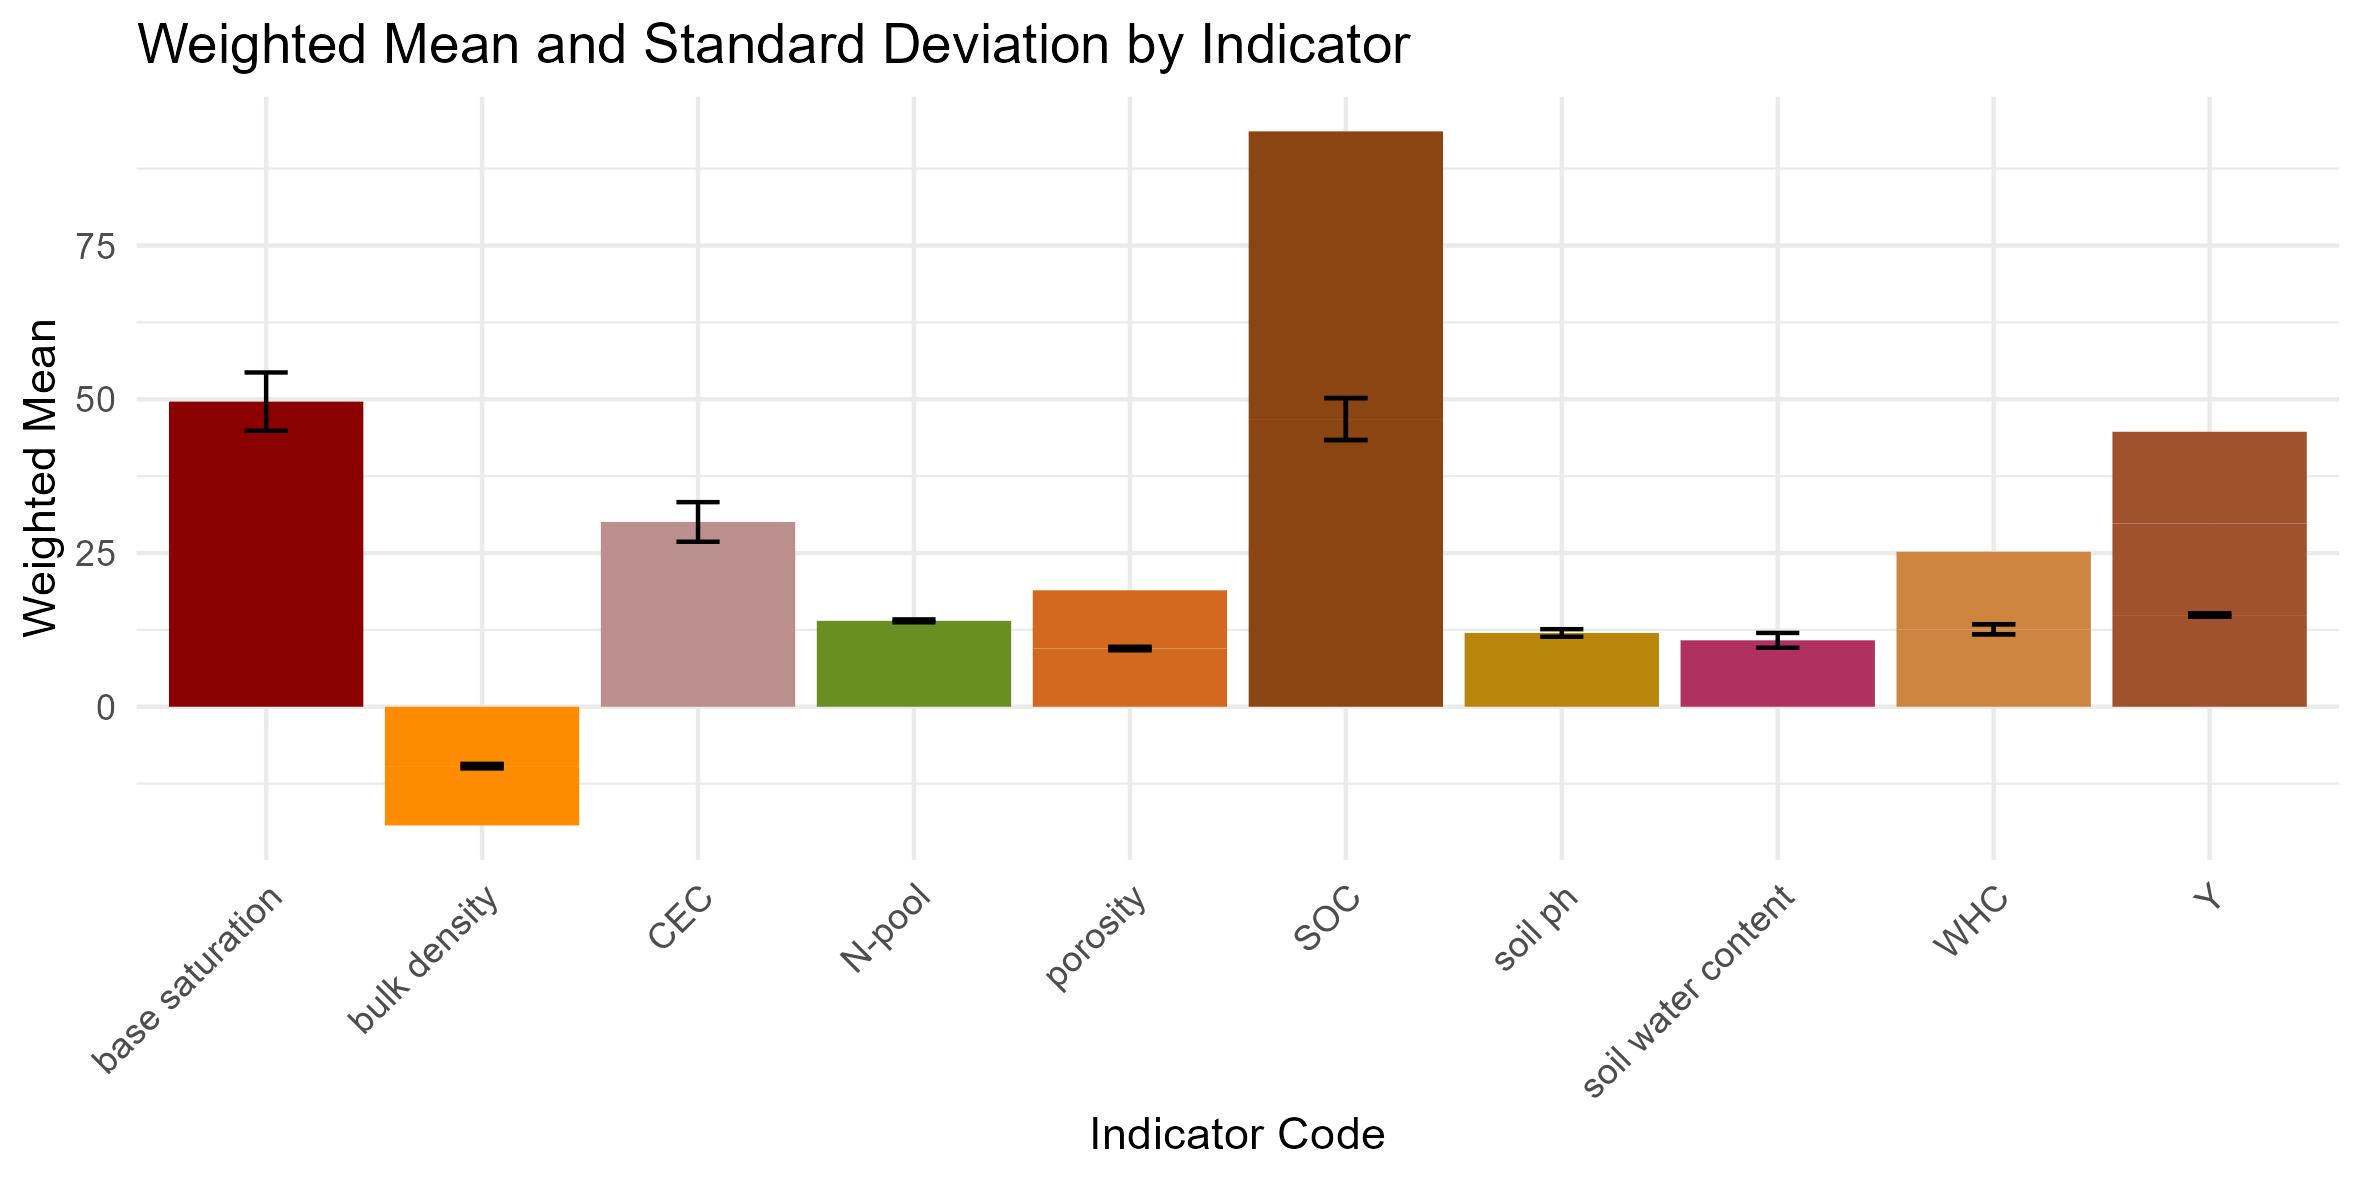 Weighted Mean and Standard Deviation by Indicator
Weighted Mean
75
50
25
0
base saturation
bulk density
CEC
N-pool
porosity
SOC
soil ph
soil water content
WHC
Y
Indicator Code